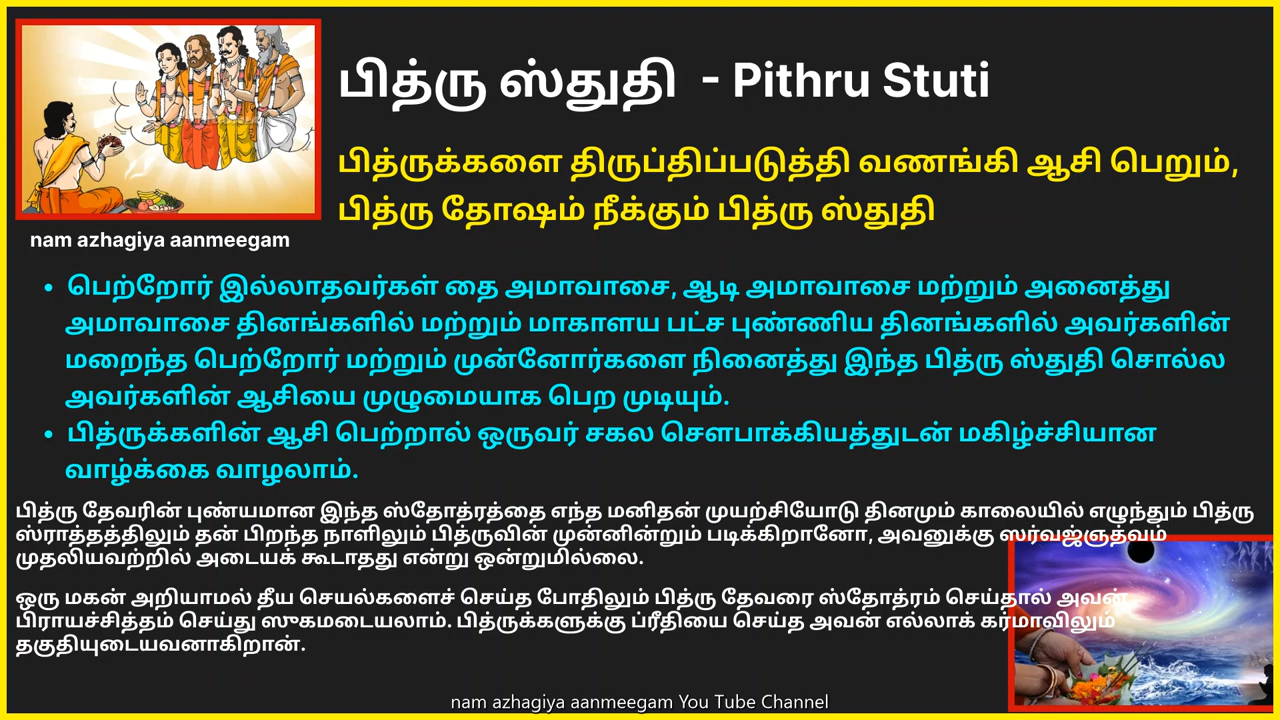 பித்ரு ஸ்துதி - Pithru Stuti
பித்ருக்களை திருப்திப்படுத்தி வணங்கி ஆசி பெறும்,
பித்ரு தோஷம் நீக்கும் பித்ரு ஸ்துதி
nam azhagiya aanmeegam
• பெற்றோர் இல்லாதவர்கள் தை அமாவாசை, ஆடி அமாவாசை மற்றும் அனைத்து
அமாவாசை தினங்களில் மற்றும் மாகாளய பட்ச புண்ணிய தினங்களில் அவர்களின்
மறைந்த பெற்றோர் மற்றும் முன்னோர்களை நினைத்து இந்த பித்ரு ஸ்துதி சொல்ல
அவர்களின் ஆசியை முழுமையாக பெற முடியும்.
• பித்ருக்களின் ஆசி பெற்றால் ஒருவர் சகல சௌபாக்கியத்துடன் மகிழ்ச்சியான
வாழ்க்கை வாழலாம்.
பித்ரு தேவரின் புண்யமான இந்த ஸ்தோத்ரத்தை எந்த மனிதன் முயற்சியோடு தினமும் காலையில் எழுந்தும் பித்ரு
ஸ்ராத்தத்திலும் தன் பிறந்த நாளிலும் பித்ருவின் முன்னின்றும் படிக்கிறானோ, அவனுக்கு ஸர்வஜ்ஞத்வம்
முதலியவற்றில் அடையக் கூடாதது என்று ஒன்றுமில்லை.
ஒரு மகன் அறியாமல் தீய செயல்களைச் செய்த போதிலும் பித்ரு தேவரை ஸ்தோத்ரம் செய்தால் அவன்
பிராயச்சித்தம் செய்து ஸுகமடையலாம். பித்ருக்களுக்கு ப்ரீதியை செய்த அவன் எல்லாக் கர்மாவிலும்
தகுதியுடையவனாகிறான்.
nam azhagiya aanmeegam You Tube Channel